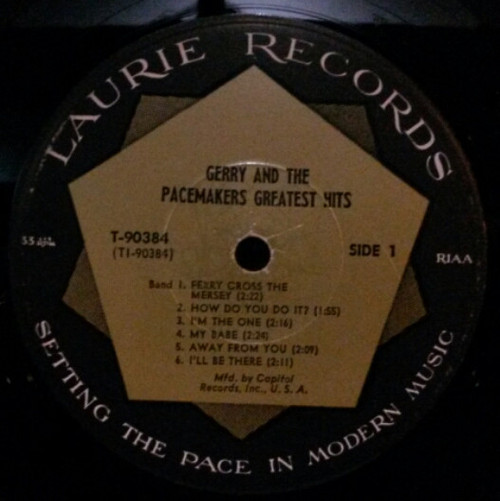 LAURIE RECORDS
GERRY AND THE
PACEMAKERS GREATEST HITS
T-90384
(T1-90384)
SIDE 1
RIAA
Band 1. FERRY CROSS THE
MERSEY (2:22)
2. HOW DO YOU DO IT? (1:55)
3. I'M THE ONE (2:16)
4. MY BABE (2:24)
5. AWAY FROM YOU (2:09)
6. I'LL BE THERE (2:11)
Mfd. by Capitol
Records, Inc., U. S. A.
SETTING THE PACE IN MODERN MUSIC